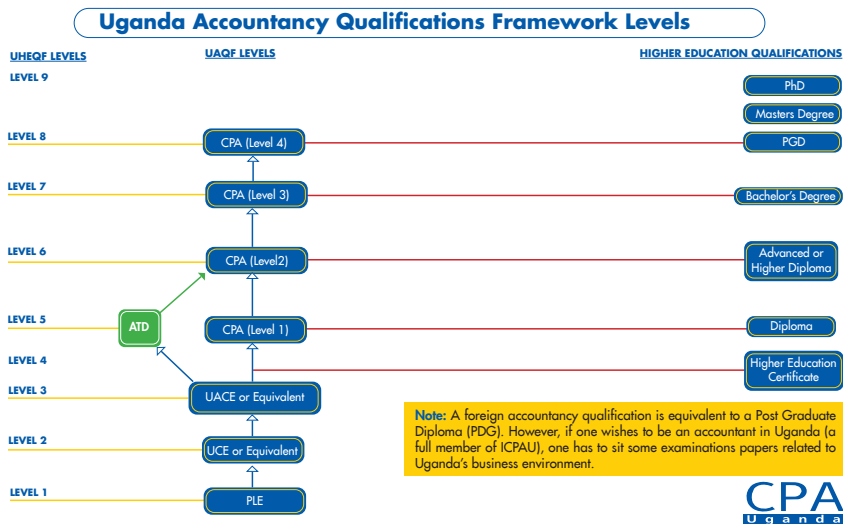 Uganda Accountancy Qualifications Framework Levels
UHEQF LEVELS
UAQF LEVELS
HIGHER EDUCATION QUALIFICATIONS
LEVEL 9
PhD
Masters Degree
LEVEL 8
CPA (Level 4)
PGD
LEVEL 7
CPA (Level 3)
Bachelor's Degree
LEVEL 6
CPA (Level2)
Advanced or
Higher Diploma
LEVEL 5
ATD
CPA (Level 1)
Diploma
LEVEL 4
Higher Education
Certificate
LEVEL 3
UACE or Equivalent
Note: A foreign accountancy qualification is equivalent to a Post Graduate
Diploma (PDG). However, if one wishes to be an accountant in Uganda (a
full member of ICPAU), one has to sit some examinations papers related to
Uganda's business environment.
LEVEL 2
UCE or Equivalent
LEVEL 1
PLE
CPA
Uganda